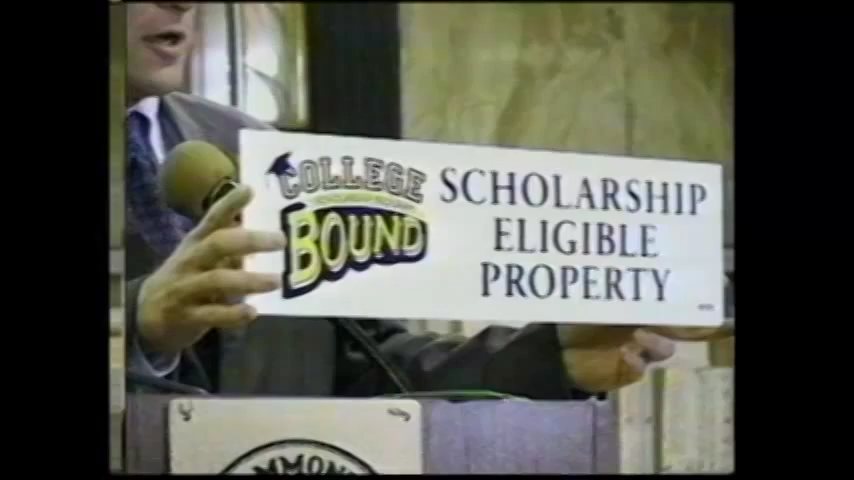 COLLEGE
BOUND
SCHOLARSHIP
ELIGIBLE
PROPERTY